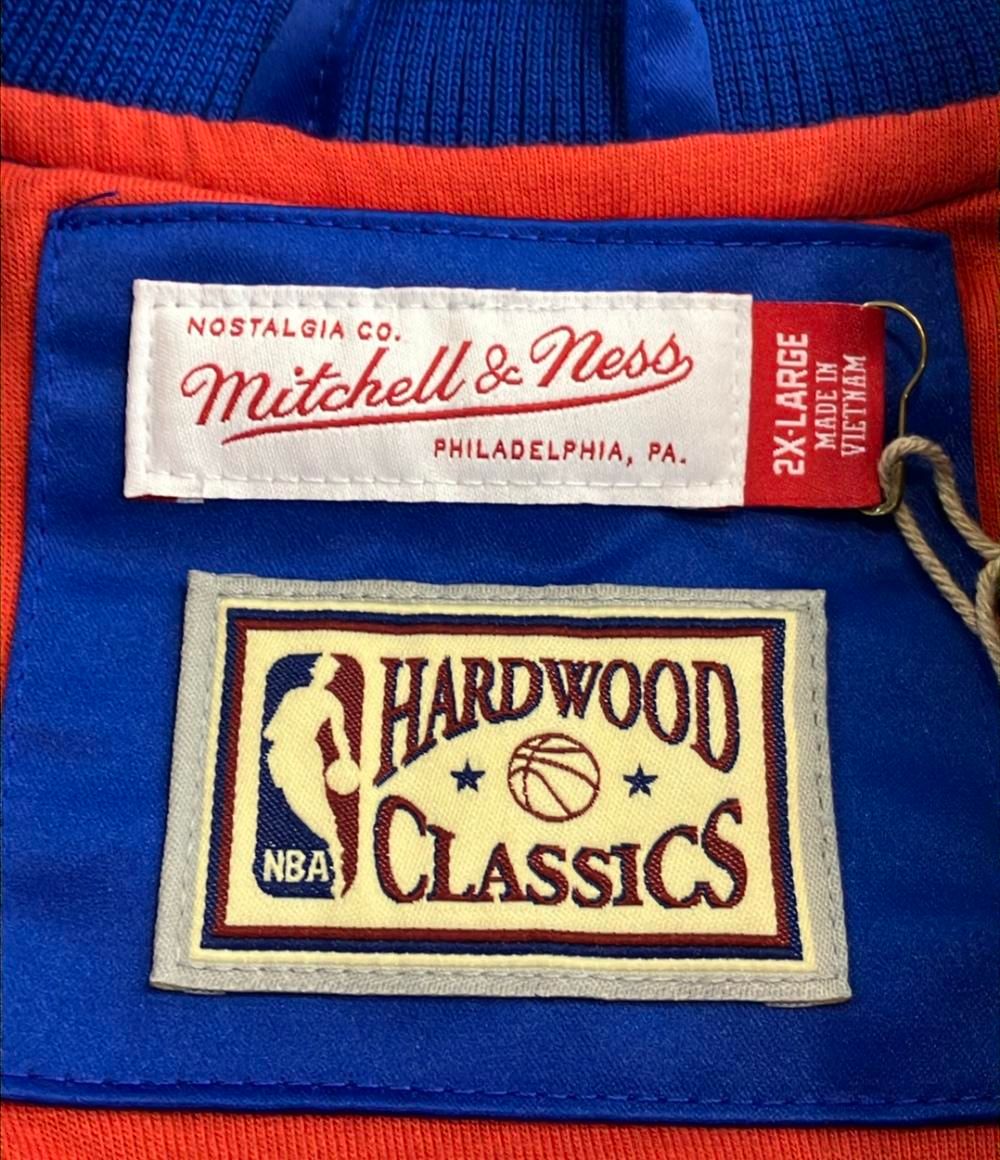 NOSTALGIA CO.
Mitchell & Ness
PHILADELPHIA, PA.
2X-LARGE
MADE IN
VIETNAM
HARDWOOD
CLASSICS
NBA